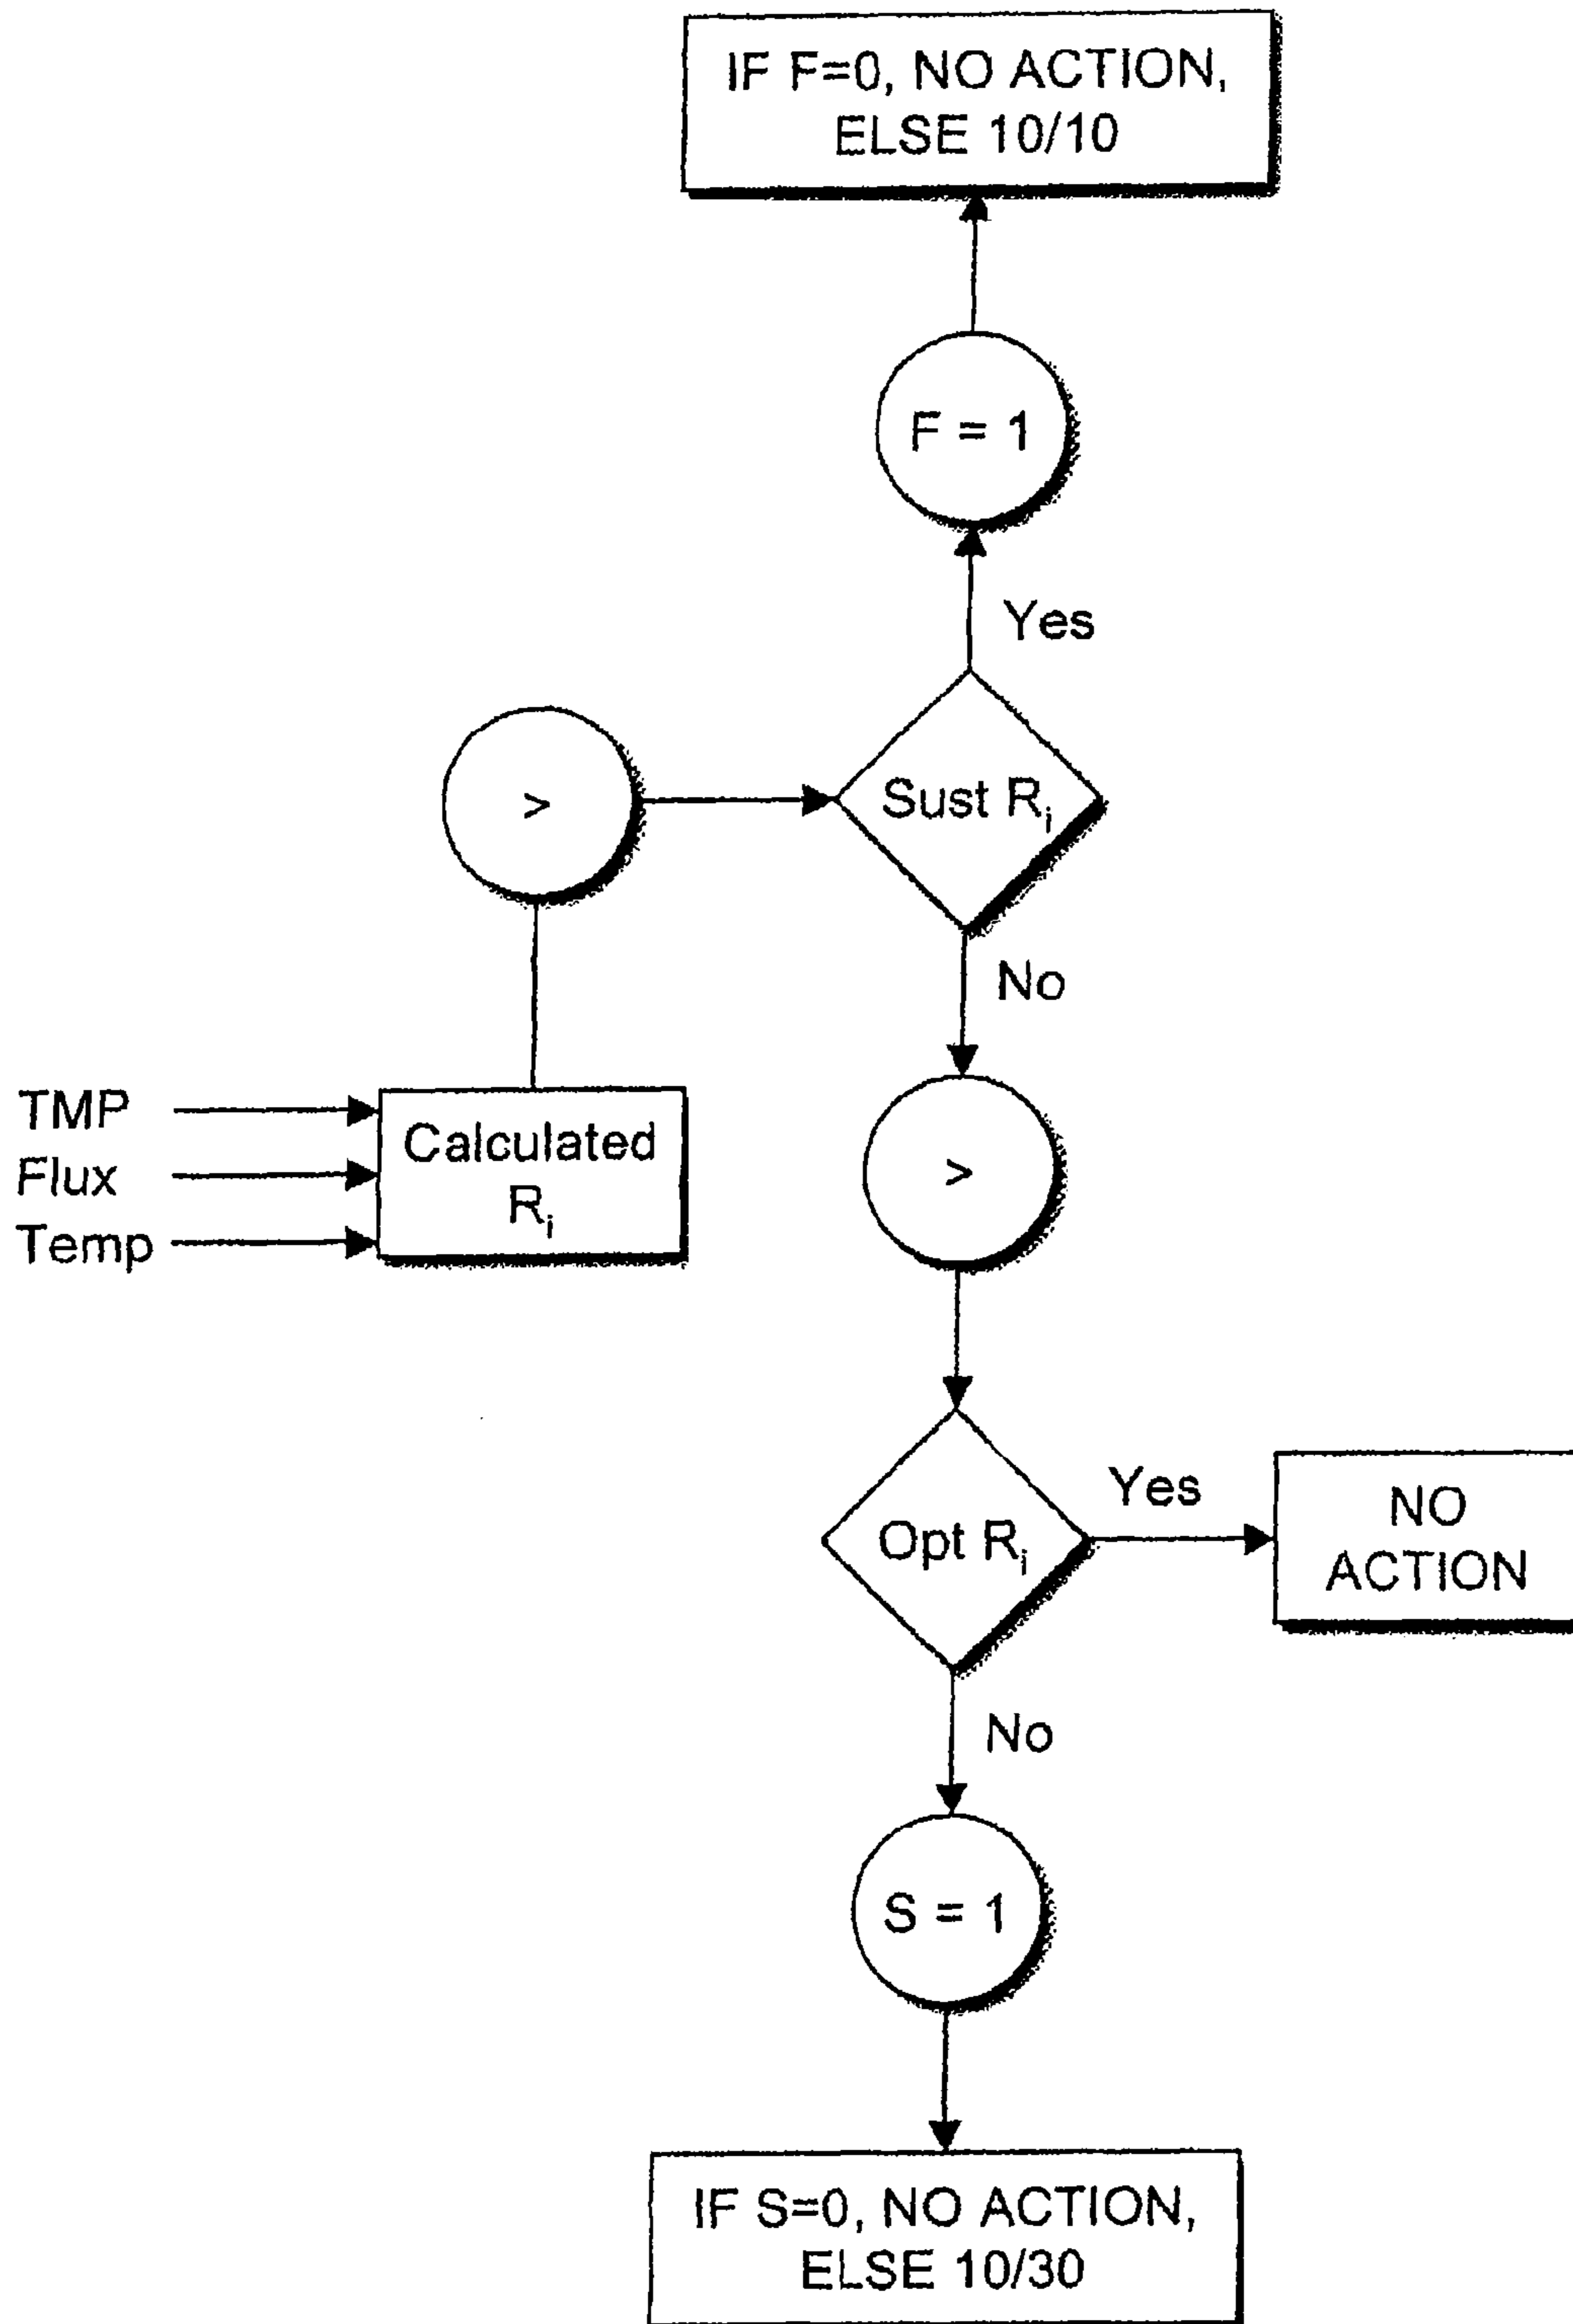 IF F=0, NO ACTION,
ELSE 10/10
F = 1
Yes
>
Sust Rᵢ
No
TMP
Flux
Temp
Calculated
Rᵢ
>
Opt Rᵢ
Yes
NO
ACTION
No
S = 1
IF S=0, NO ACTION,
ELSE 10/30